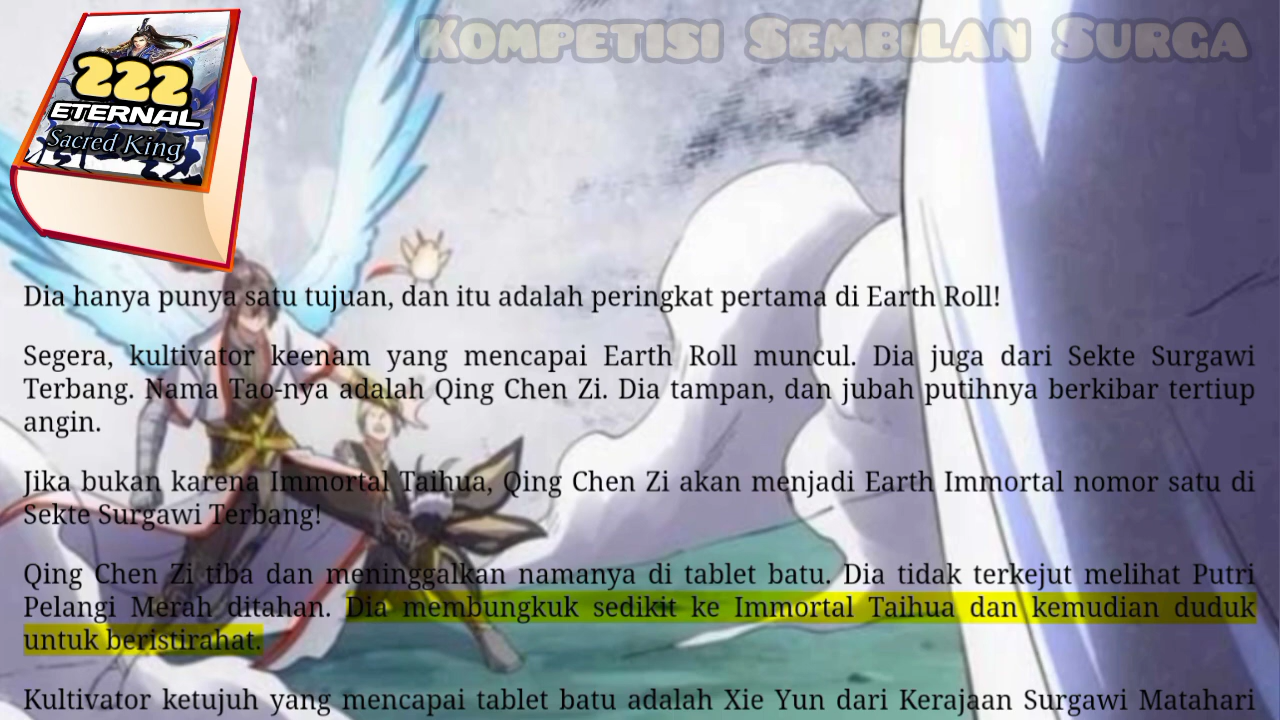 Kompetisi Sembilan Surga
222
ETERNAL
Sacred King
Dia hanya punya satu tujuan, dan itu adalah peringkat pertama di Earth Roll!
Segera, kultivator keenam yang mencapai Earth Roll muncul. Dia juga dari Sekte Surgawi
Terbang. Nama Tao-nya adalah Qing Chen Zi. Dia tampan, dan jubah putihnya berkibar tertiup
angin.
Jika bukan karena Immortal Taihua, Qing Chen Zi akan menjadi Earth Immortal nomor satu di
Sekte Surgawi Terbang!
Qing Chen Zi tiba dan meninggalkan namanya di tablet batu. Dia tidak terkejut melihat Putri
Pelangi Merah ditahan. Dia membungkuk sedikit ke Immortal Taihua dan kemudian duduk
untuk beristirahat.
Kultivator ketujuh yang mencapai tablet batu adalah Xie Yun dari Kerajaan Surgawi Matahari